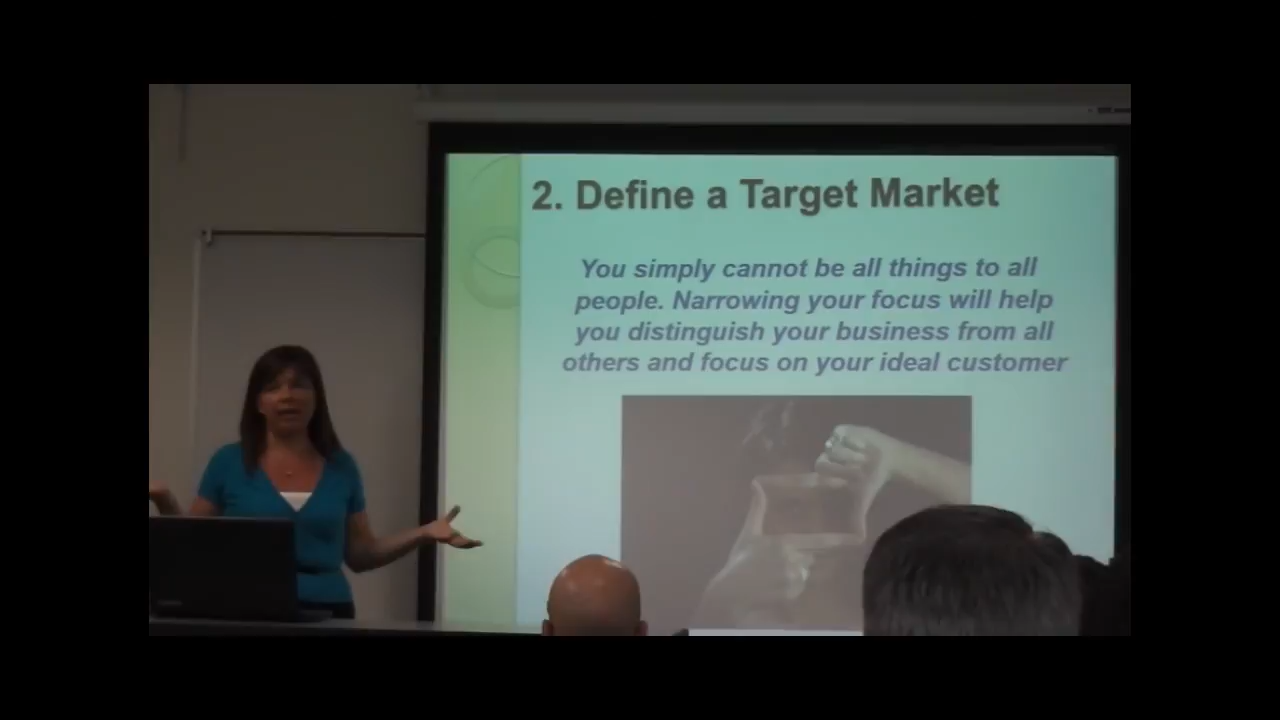 2. Define a Target Market
You simply cannot be all things to all
people. Narrowing your focus will help
you distinguish your business from all
others and focus on your ideal customer